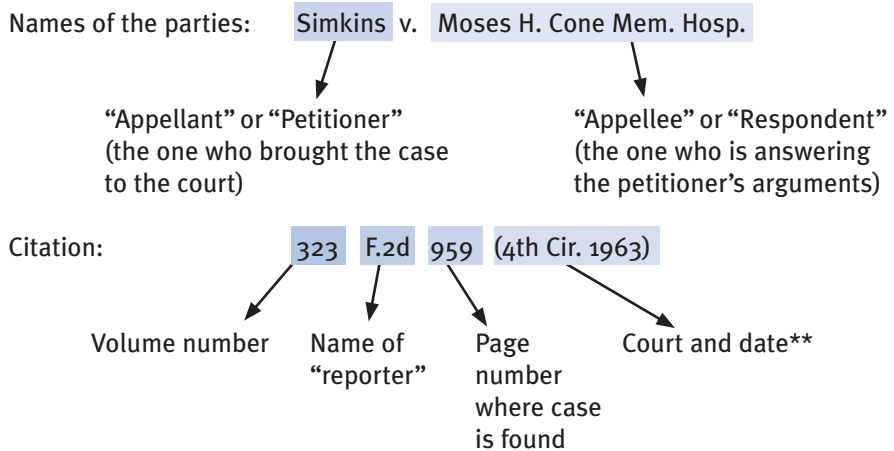 Names of the parties: Simkins v. Moses H. Cone Mem. Hosp.
“Appellant” or “Petitioner”
(the one who brought the case
to the court)
“Appellee” or “Respondent”
(the one who is answering
the petitioner’s arguments)
Citation: 323 F.2d 959 (4th Cir. 1963)
Volume number
Name of
“reporter”
Page
number
where case
is found
Court and date**